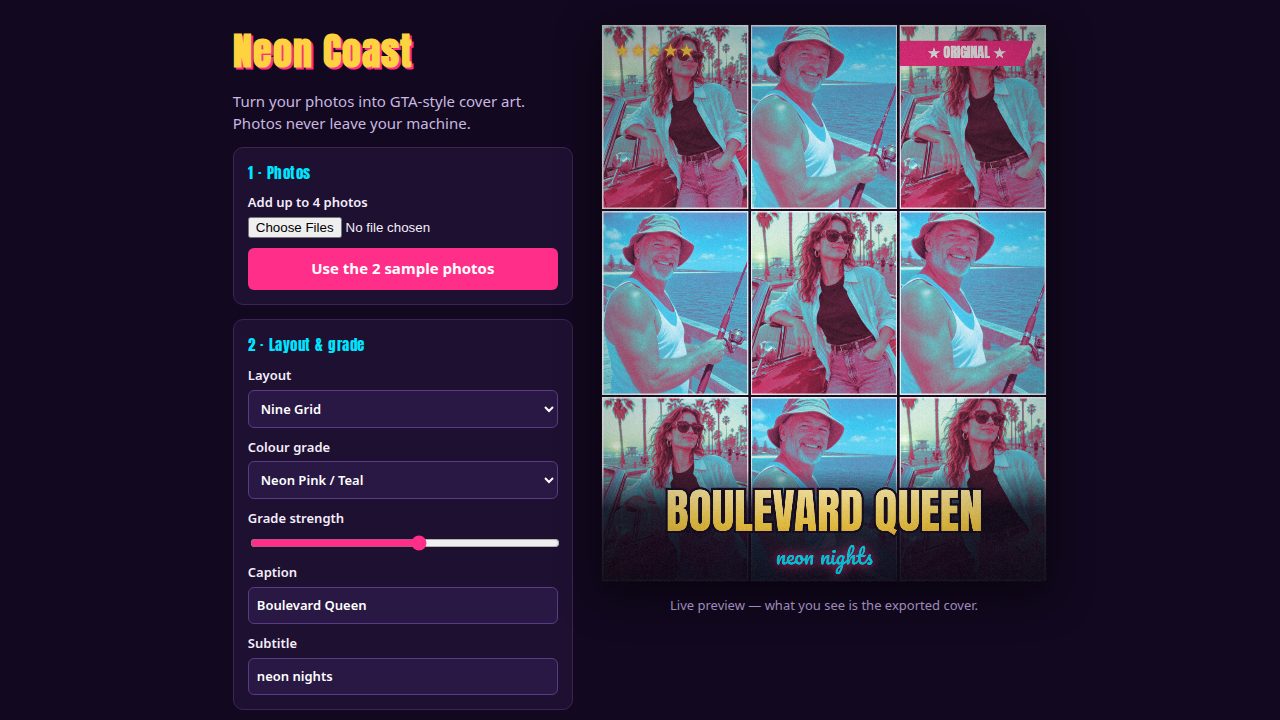 Neon Coast
Turn your photos into GTA-style cover art.
Photos never leave your machine.
1 · Photos
Add up to 4 photos
Choose Files No file chosen
Use the 2 sample photos
2 · Layout & grade
Layout
Nine Grid
Colour grade
Neon Pink / Teal
Grade strength
Caption
Boulevard Queen
Subtitle
neon nights
★★★★★
★ ORIGINAL ★
BOULEVARD QUEEN
neon nights
Live preview — what you see is the exported cover.